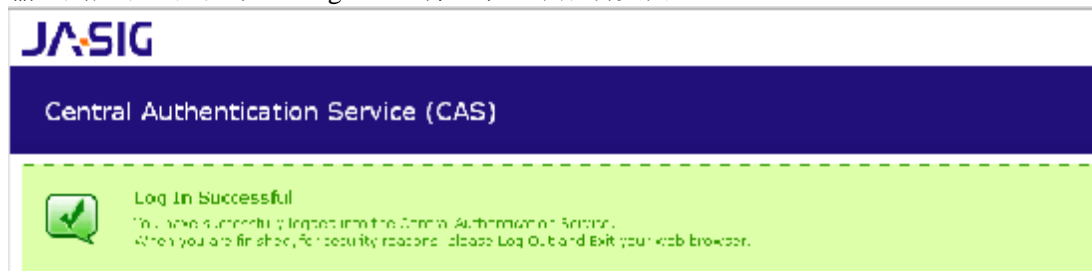 JA-SIG
Central Authentication Service (CAS)
Log In Successful
You have successfully logged into the Central Authentication Service.
When you are finished, for security reasons, please Log Out and Exit your web browser.